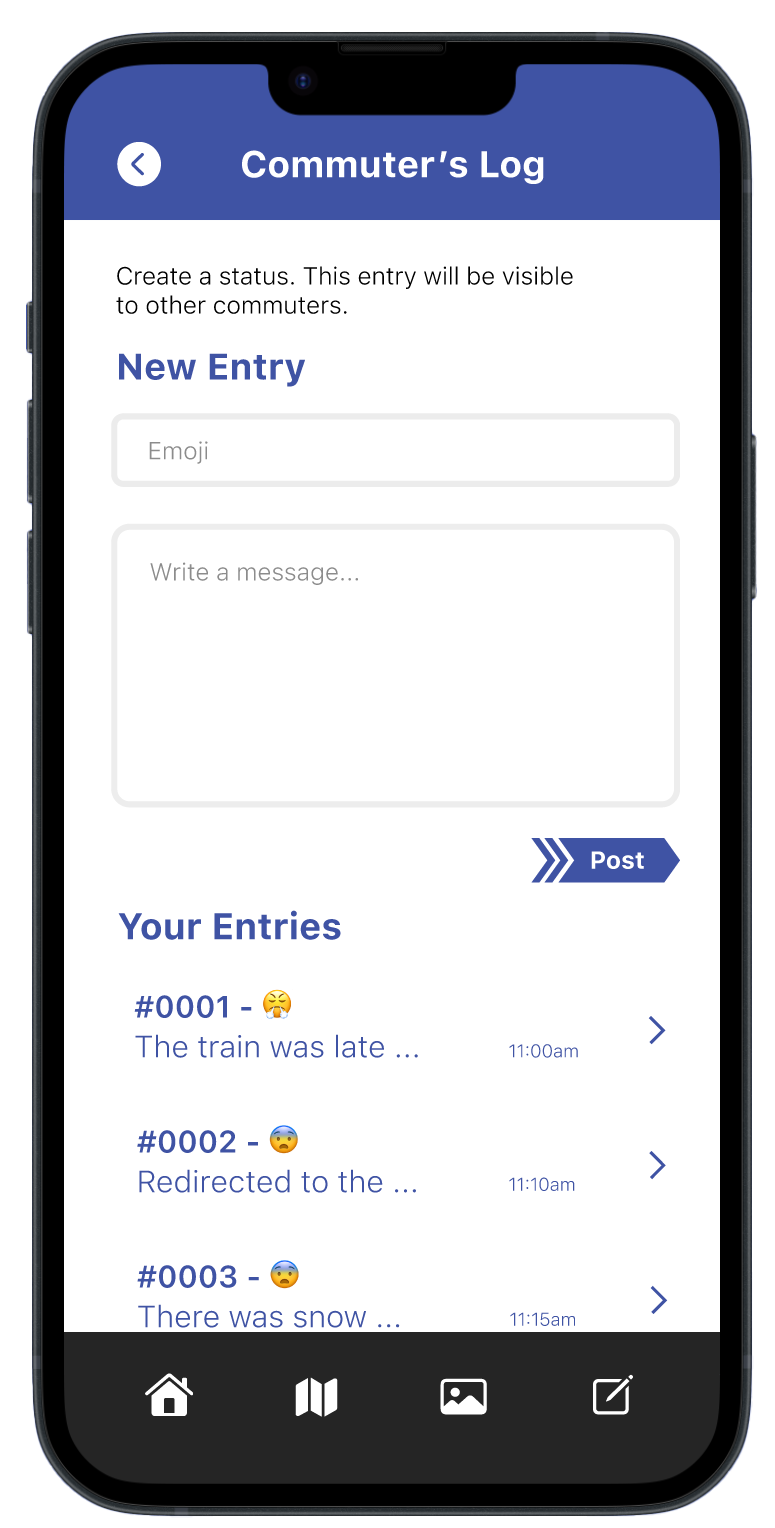 Commuter’s Log
Create a status. This entry will be visible
to other commuters.
New Entry
Emoji
Write a message...
Post
Your Entries
#0001 - 😤
The train was late ...
11:00am
#0002 - 😨
Redirected to the ...
11:10am
#0003 - 😨
There was snow ...
11:15am